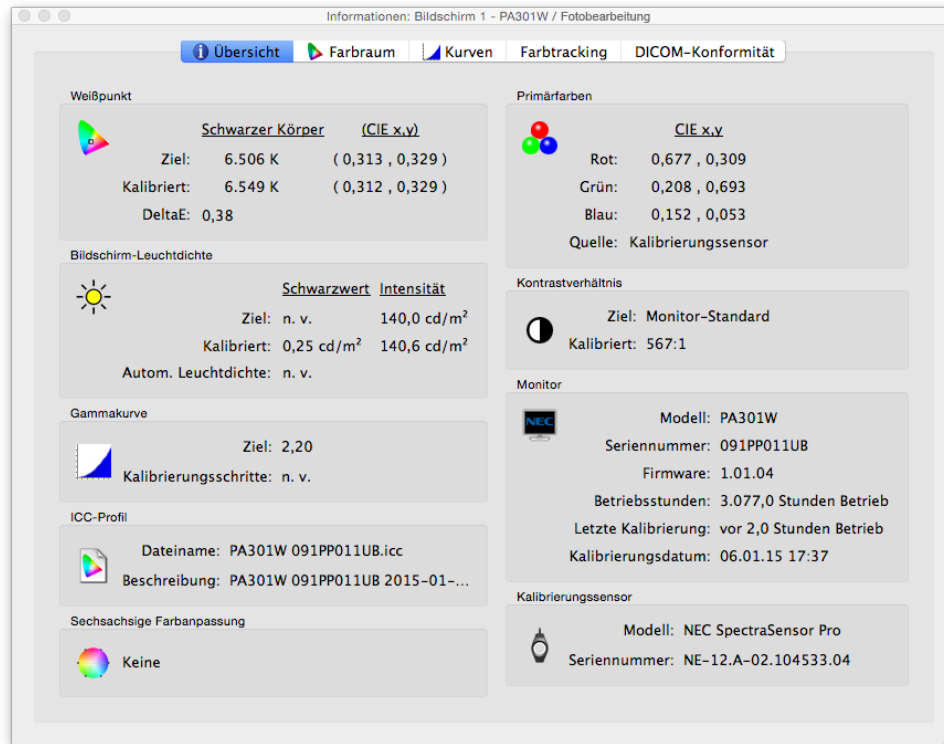 Informationen: Bildschirm 1 - PA301W / Fotobearbeitung
Übersicht Farbraum Kurven Farbtracking DICOM-Konformität
Weißpunkt
Schwarzer Körper (CIE x,y)
Ziel: 6.506 K ( 0,313 , 0,329 )
Kalibriert: 6.549 K ( 0,312 , 0,329 )
DeltaE: 0,38
Bildschirm-Leuchtdichte
Schwarzwert Intensität
Ziel: n. v. 140,0 cd/m²
Kalibriert: 0,25 cd/m² 140,6 cd/m²
Autom. Leuchtdichte: n. v.
Gammakurve
Ziel: 2,20
Kalibrierungsschritte: n. v.
ICC-Profil
Dateiname: PA301W 091PP011UB.icc
Beschreibung: PA301W 091PP011UB 2015-01-...
Sechsachsige Farbanpassung
Keine
Primärfarben
CIE x,y
Rot: 0,677 , 0,309
Grün: 0,208 , 0,693
Blau: 0,152 , 0,053
Quelle: Kalibrierungssensor
Kontrastverhältnis
Ziel: Monitor-Standard
Kalibriert: 567:1
Monitor
NEC
Modell: PA301W
Seriennummer: 091PP011UB
Firmware: 1.01.04
Betriebsstunden: 3.077,0 Stunden Betrieb
Letzte Kalibrierung: vor 2,0 Stunden Betrieb
Kalibrierungsdatum: 06.01.15 17:37
Kalibrierungssensor
Modell: NEC SpectraSensor Pro
Seriennummer: NE-12.A-02.104533.04